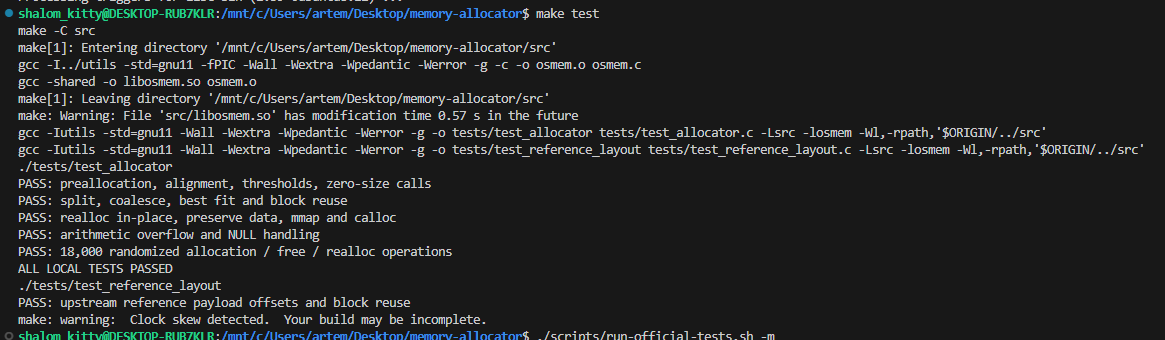 shalom_kitty@DESKTOP-RUB7KLR:/mnt/c/Users/artem/Desktop/memory-allocator$ make test
make -C src
make[1]: Entering directory '/mnt/c/Users/artem/Desktop/memory-allocator/src'
gcc -I../utils -std=gnu11 -fPIC -Wall -Wextra -Wpedantic -Werror -g -c -o osmem.o osmem.c
gcc -shared -o libosmem.so osmem.o
make[1]: Leaving directory '/mnt/c/Users/artem/Desktop/memory-allocator/src'
make: Warning: File 'src/libosmem.so' has modification time 0.57 s in the future
gcc -Iutils -std=gnu11 -Wall -Wextra -Wpedantic -Werror -g -o tests/test_allocator tests/test_allocator.c -Lsrc -losmem -Wl,-rpath,'$ORIGIN/../src'
gcc -Iutils -std=gnu11 -Wall -Wextra -Wpedantic -Werror -g -o tests/test_reference_layout tests/test_reference_layout.c -Lsrc -losmem -Wl,-rpath,'$ORIGIN/../src'
./tests/test_allocator
PASS: preallocation, alignment, thresholds, zero-size calls
PASS: split, coalesce, best fit and block reuse
PASS: realloc in-place, preserve data, mmap and calloc
PASS: arithmetic overflow and NULL handling
PASS: 18,000 randomized allocation / free / realloc operations
ALL LOCAL TESTS PASSED
./tests/test_reference_layout
PASS: upstream reference payload offsets and block reuse
make: warning:  Clock skew detected.  Your build may be incomplete.
shalom_kitty@DESKTOP-RUB7KLR:/mnt/c/Users/artem/Desktop/memory-allocator$ ./scripts/run-official-tests.sh -m